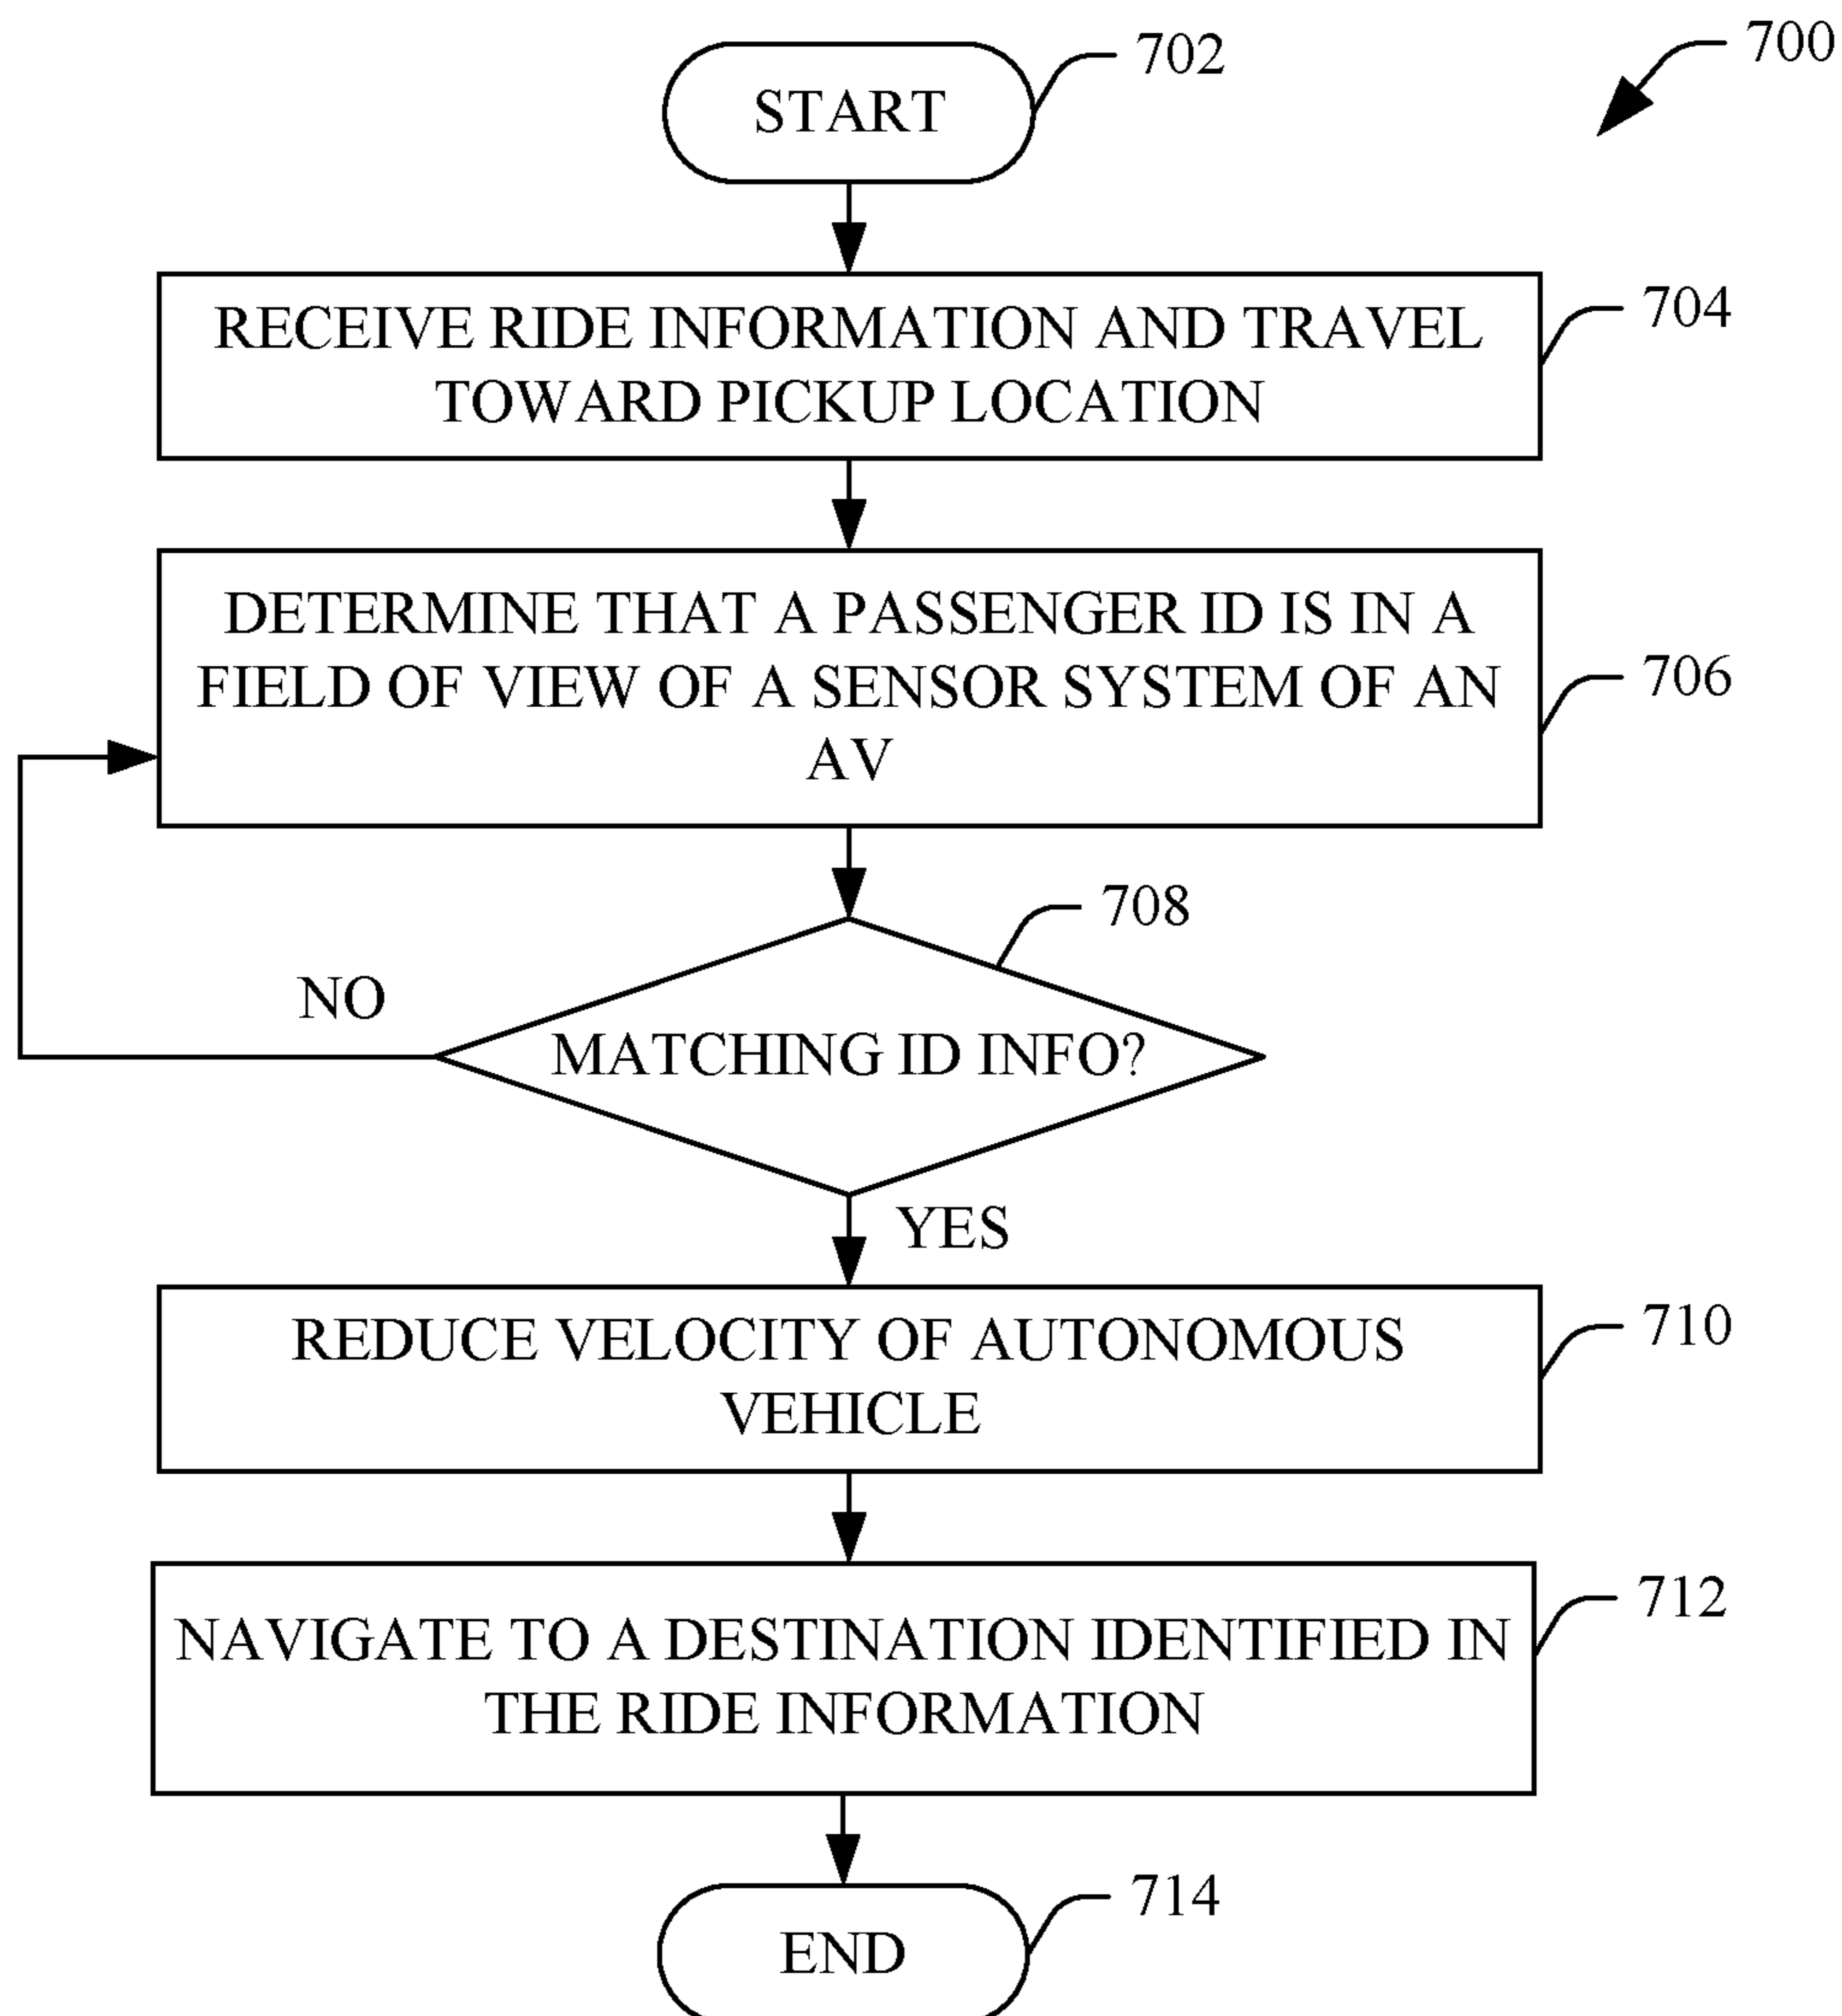 700
702
START
704
RECEIVE RIDE INFORMATION AND TRAVEL
TOWARD PICKUP LOCATION
706
DETERMINE THAT A PASSENGER ID IS IN A
FIELD OF VIEW OF A SENSOR SYSTEM OF AN
AV
708
NO
MATCHING ID INFO?
YES
710
REDUCE VELOCITY OF AUTONOMOUS
VEHICLE
712
NAVIGATE TO A DESTINATION IDENTIFIED IN
THE RIDE INFORMATION
714
END